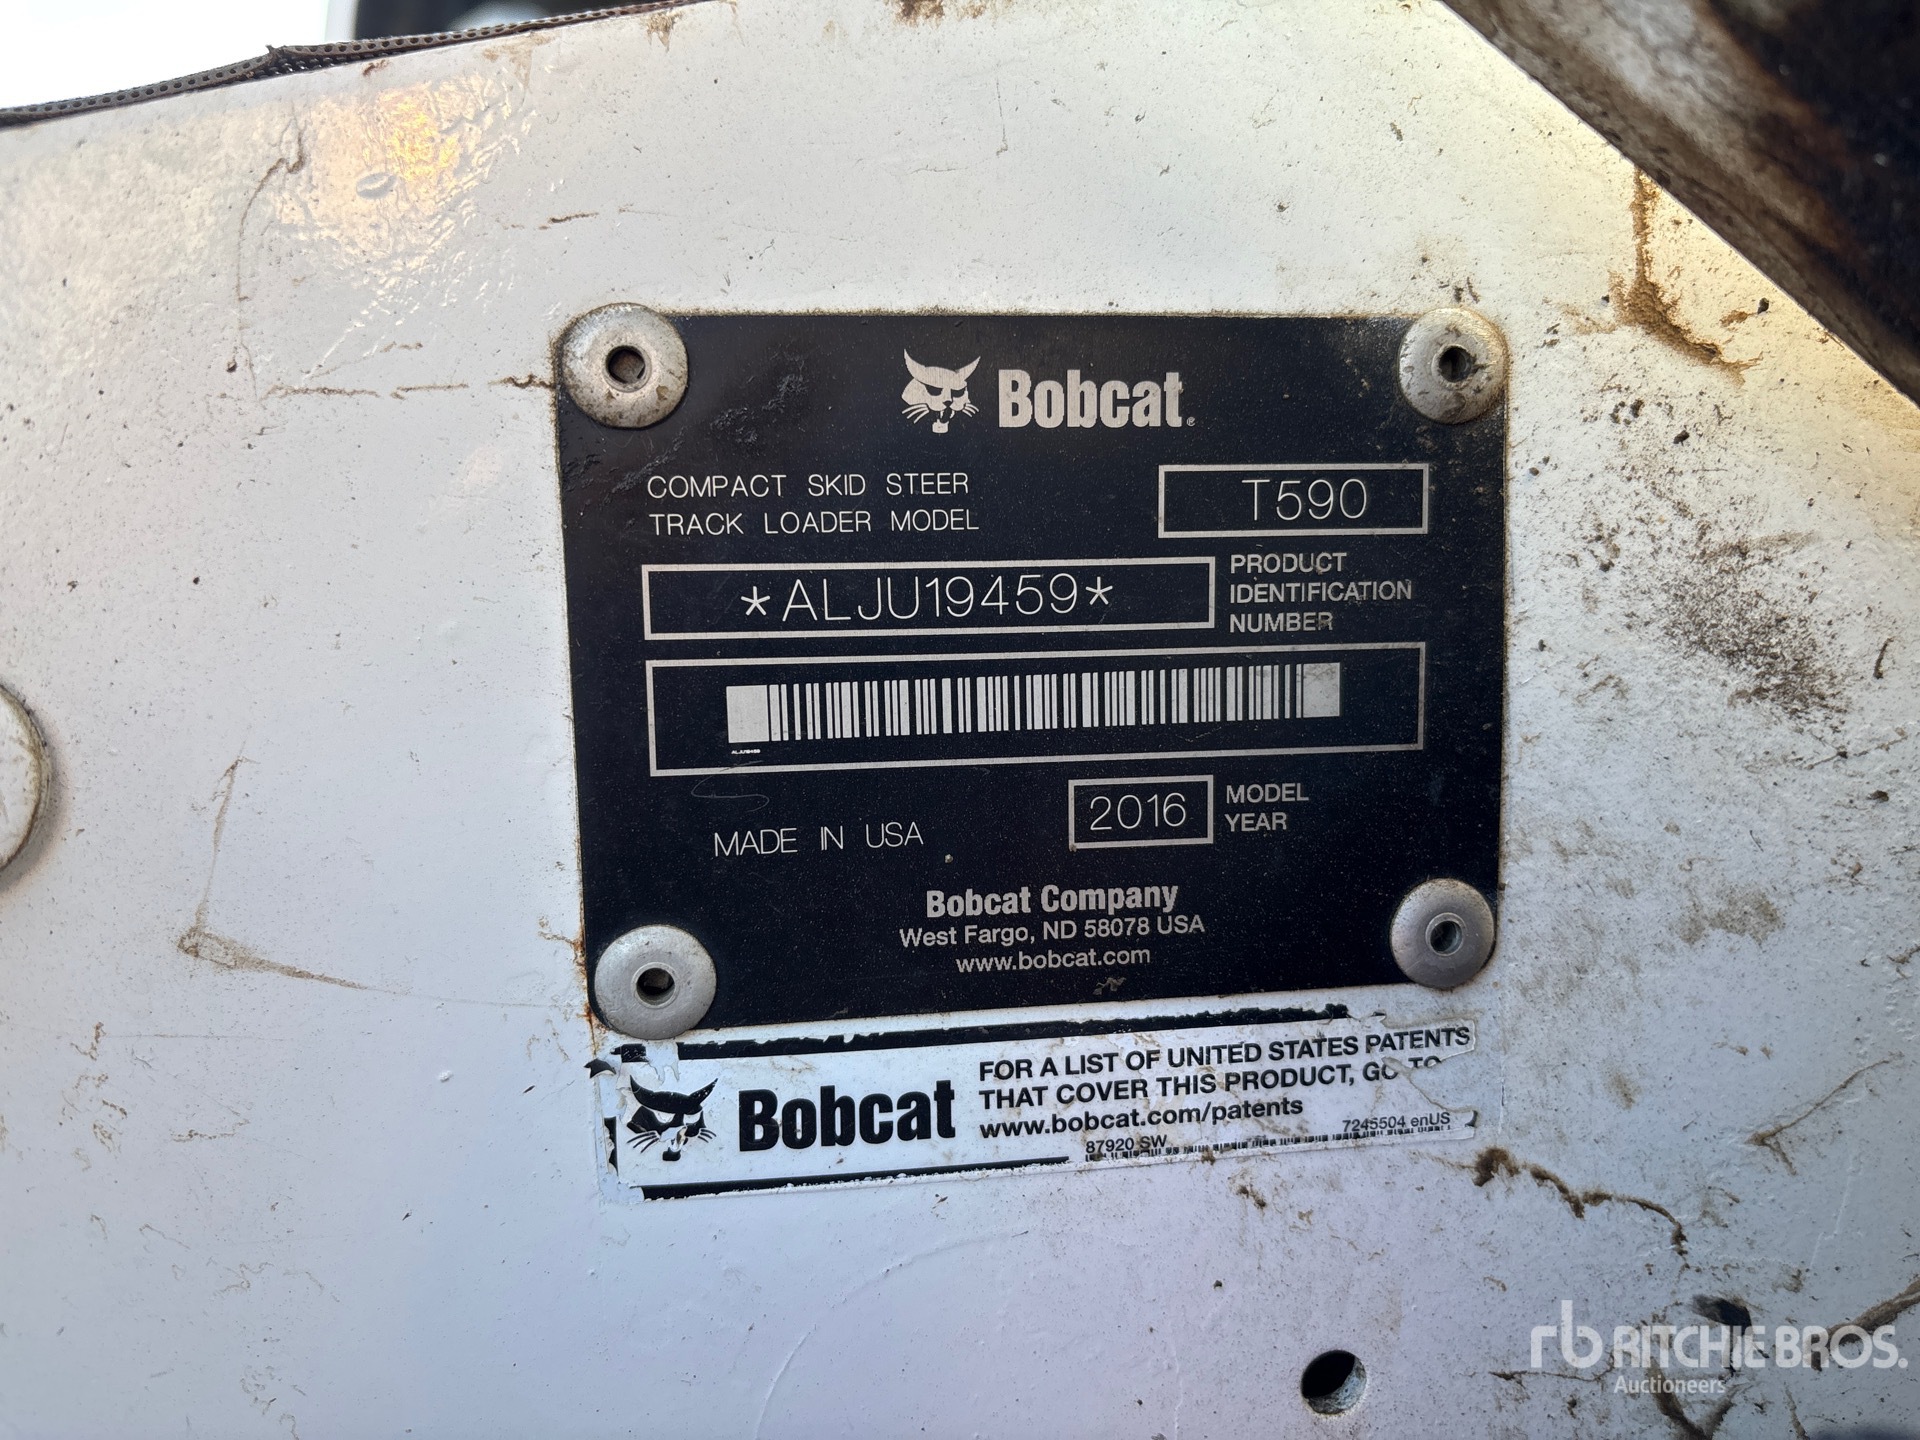 Bobcat®
COMPACT SKID STEER
TRACK LOADER MODEL
T590
*ALJU19459*
PRODUCT
IDENTIFICATION
NUMBER
ALJU19459
MADE IN USA
2016
MODEL
YEAR
Bobcat Company
West Fargo, ND 58078 USA
www.bobcat.com
Bobcat
FOR A LIST OF UNITED STATES PATENTS
THAT COVER THIS PRODUCT, GO TO
www.bobcat.com/patents
87920 SW
7245504 enUS
rb RITCHIE BROS.
Auctioneers